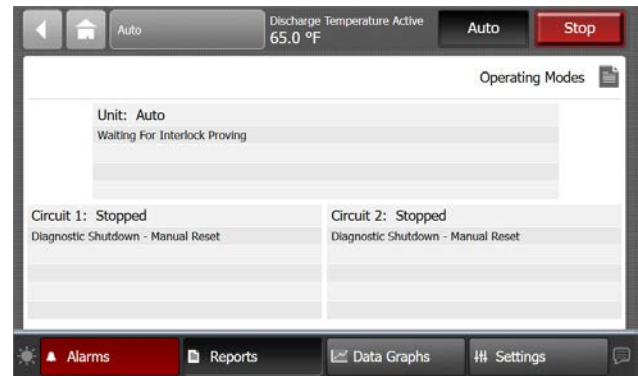 Auto
Discharge Temperature Active
65.0 °F
Auto
Stop
Operating Modes
Unit: Auto
Waiting For Interlock Proving
Circuit 1: Stopped
Diagnostic Shutdown - Manual Reset
Circuit 2: Stopped
Diagnostic Shutdown - Manual Reset
Alarms
Reports
Data Graphs
Settings